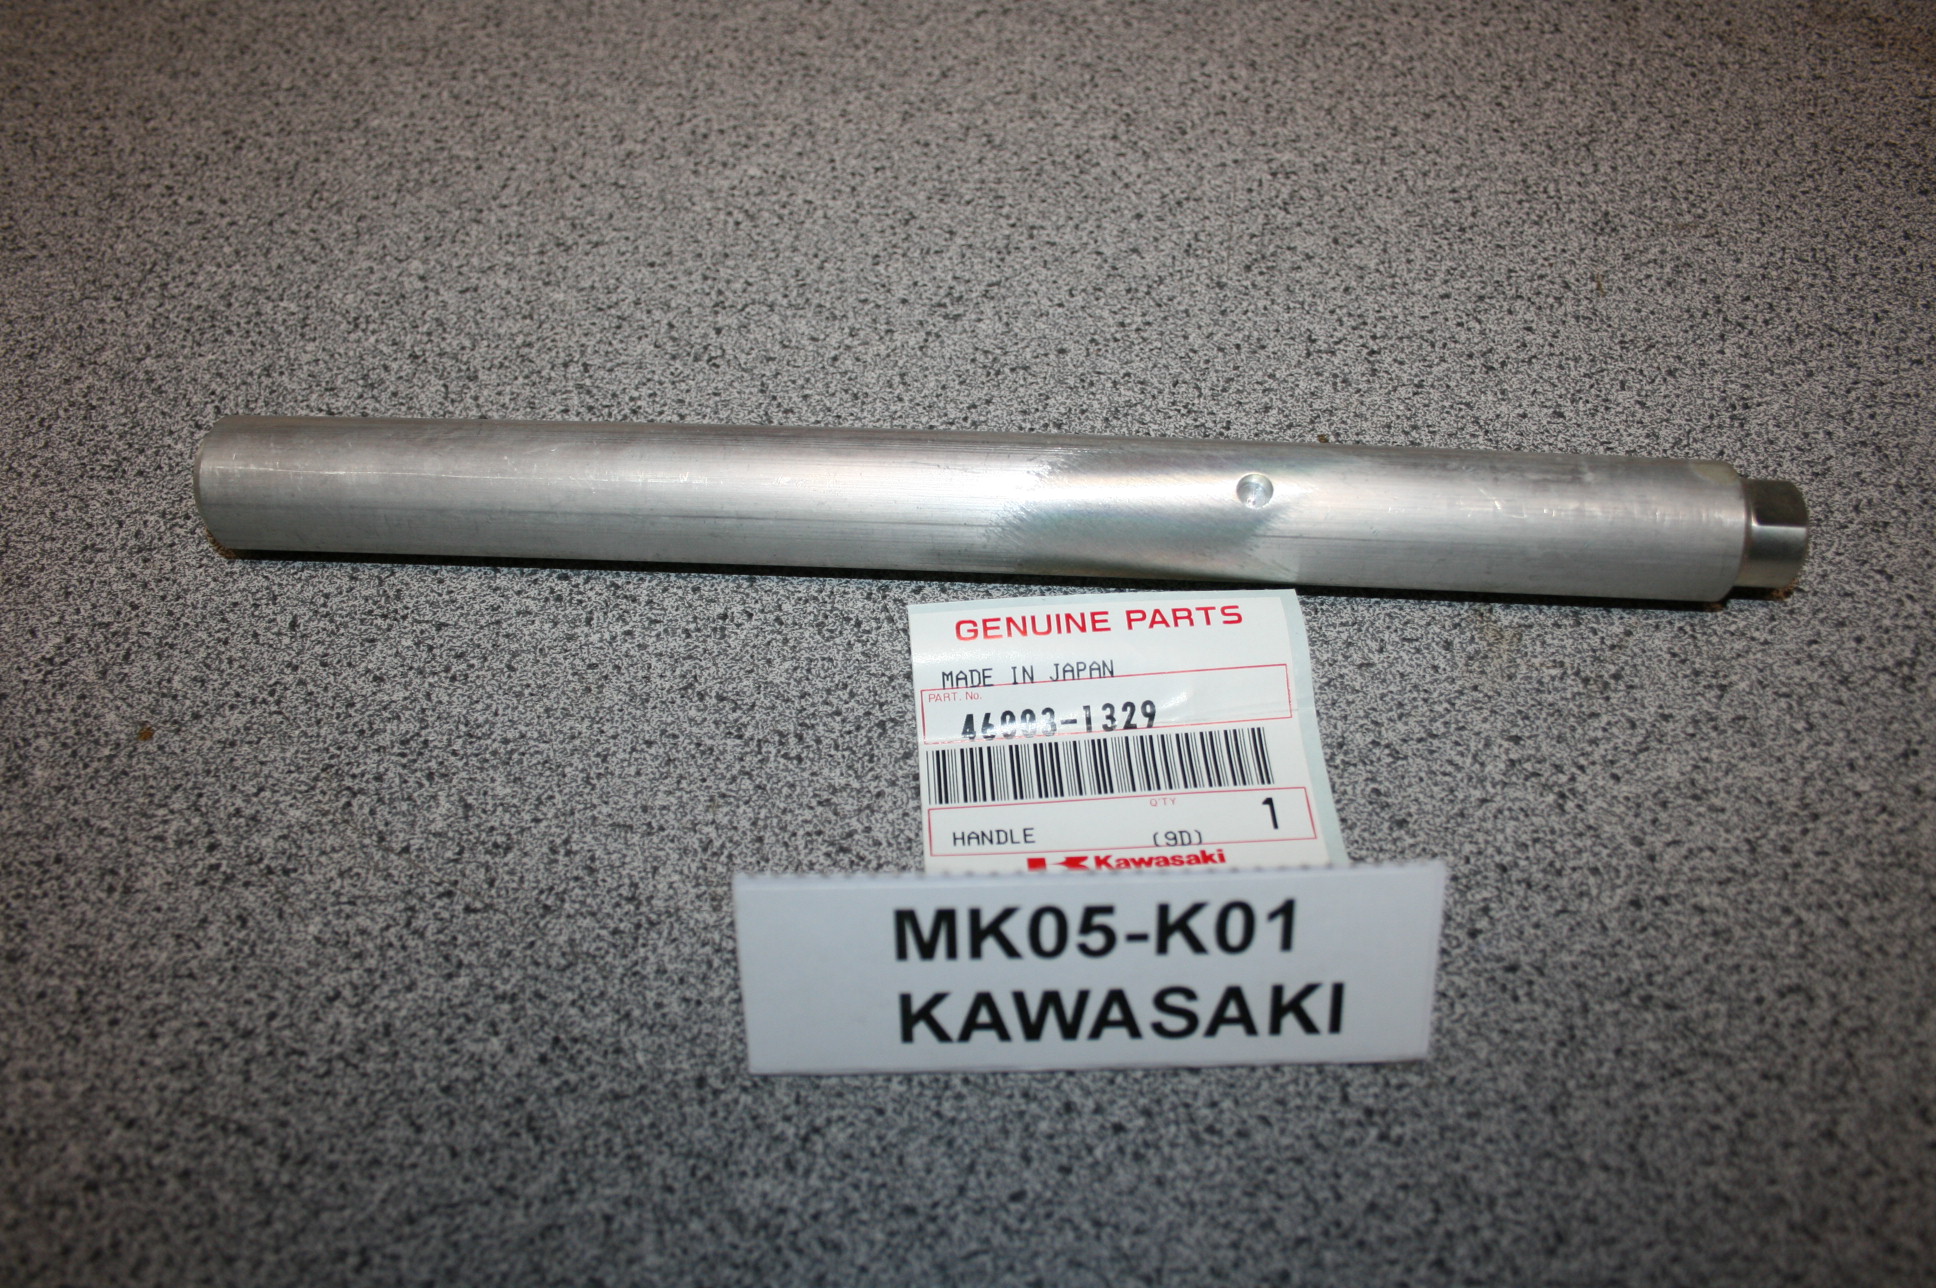 GENUINE PARTS
MADE IN JAPAN
PART. No.
46003-1329
Q'TY
1
HANDLE (9D)
Kawasaki
MK05-K01
KAWASAKI